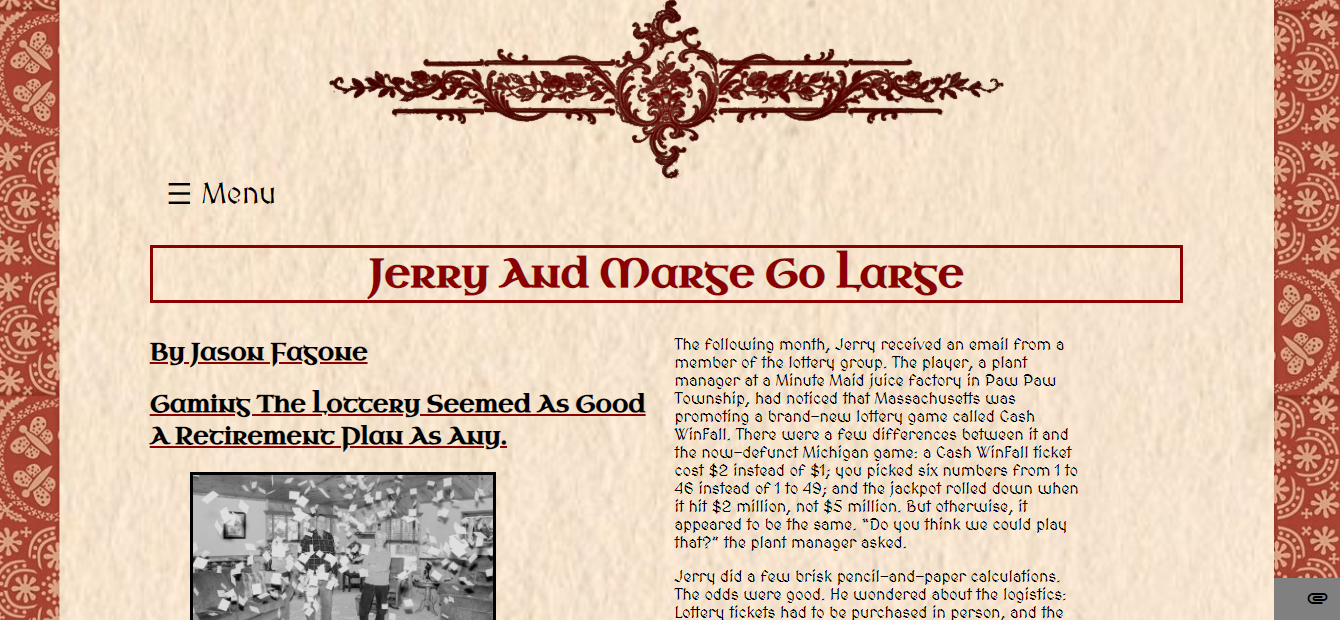 ☰ Menu
Jerry And Marge Go Large
By Jason Fagone
Gaming The Lottery Seemed As Good
A Retirement Plan As Any.
The following month, Jerry received an email from a
member of the lottery group. The player, a plant
manager at a Minute Maid juice factory in Paw Paw
Township, had noticed that Massachusetts was
promoting a brand-new lottery game called Cash
WinFall. There were a few differences between it and
the now-defunct Michigan game: a Cash WinFall ticket
cost $2 instead of $1; you picked six numbers from 1 to
46 instead of 1 to 49; and the jackpot rolled down when
it hit $2 million, not $5 million. But otherwise, it
appeared to be the same. “Do you think we could play
that?” the plant manager asked.
Jerry did a few brisk pencil-and-paper calculations.
The odds were good. He wondered about the logistics:
Lottery tickets had to be purchased in person, and the